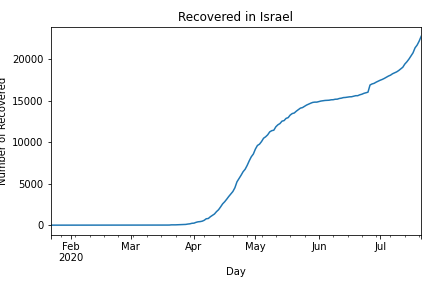 Recovered in Israel
Number of Recovered
20000
15000
10000
5000
0
Feb Mar Apr May Jun Jul
2020
Day